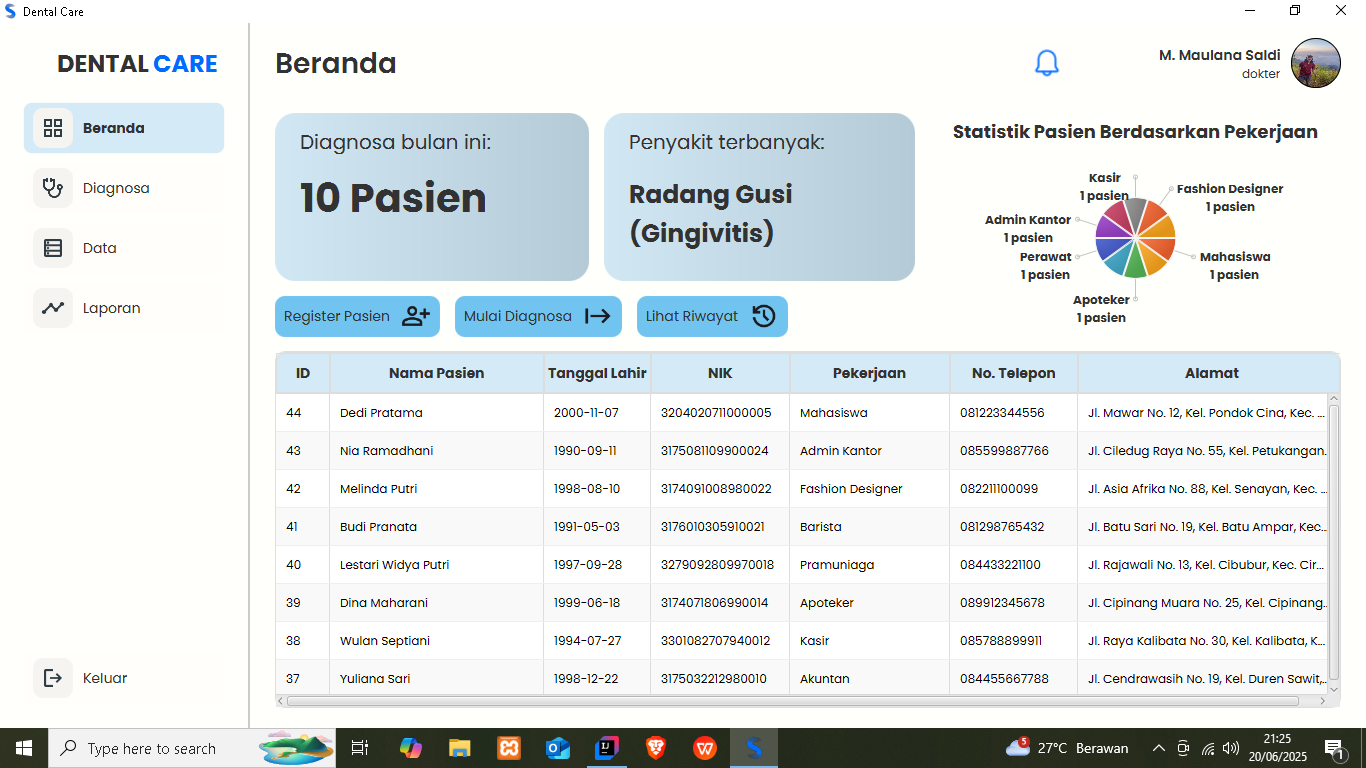 Dental Care
DENTAL CARE
Beranda
Diagnosa
Data
Laporan
Keluar
Beranda
M. Maulana Saldi
dokter
Diagnosa bulan ini:
10 Pasien
Penyakit terbanyak:
Radang Gusi
(Gingivitis)
Statistik Pasien Berdasarkan Pekerjaan
Kasir
1 pasien
Fashion Designer
1 pasien
Admin Kantor
1 pasien
Mahasiswa
1 pasien
Perawat
1 pasien
Apoteker
1 pasien
Register Pasien
Mulai Diagnosa
Lihat Riwayat
ID Nama Pasien Tanggal Lahir NIK Pekerjaan No. Telepon Alamat
44 Dedi Pratama 2000-11-07 3204020711000005 Mahasiswa 081223344556 Jl. Mawar No. 12, Kel. Pondok Cina, Kec. ...
43 Nia Ramadhani 1990-09-11 3175081109900024 Admin Kantor 085599887766 Jl. Ciledug Raya No. 55, Kel. Petukangan...
42 Melinda Putri 1998-08-10 3174091008980022 Fashion Designer 082211100099 Jl. Asia Afrika No. 88, Kel. Senayan, Kec. ...
41 Budi Pranata 1991-05-03 3176010305910021 Barista 081298765432 Jl. Batu Sari No. 19, Kel. Batu Ampar, Kec...
40 Lestari Widya Putri 1997-09-28 3279092809970018 Pramuniaga 084433221100 Jl. Rajawali No. 13, Kel. Cibubur, Kec. Cir...
39 Dina Maharani 1999-06-18 3174071806990014 Apoteker 089912345678 Jl. Cipinang Muara No. 25, Kel. Cipinang...
38 Wulan Septiani 1994-07-27 3301082707940012 Kasir 085788899911 Jl. Raya Kalibata No. 30, Kel. Kalibata, K...
37 Yuliana Sari 1998-12-22 3175032212980010 Akuntan 084455667788 Jl. Cendrawasih No. 19, Kel. Duren Sawit,...
Type here to search
5
27°C Berawan
21:25
20/06/2025
1